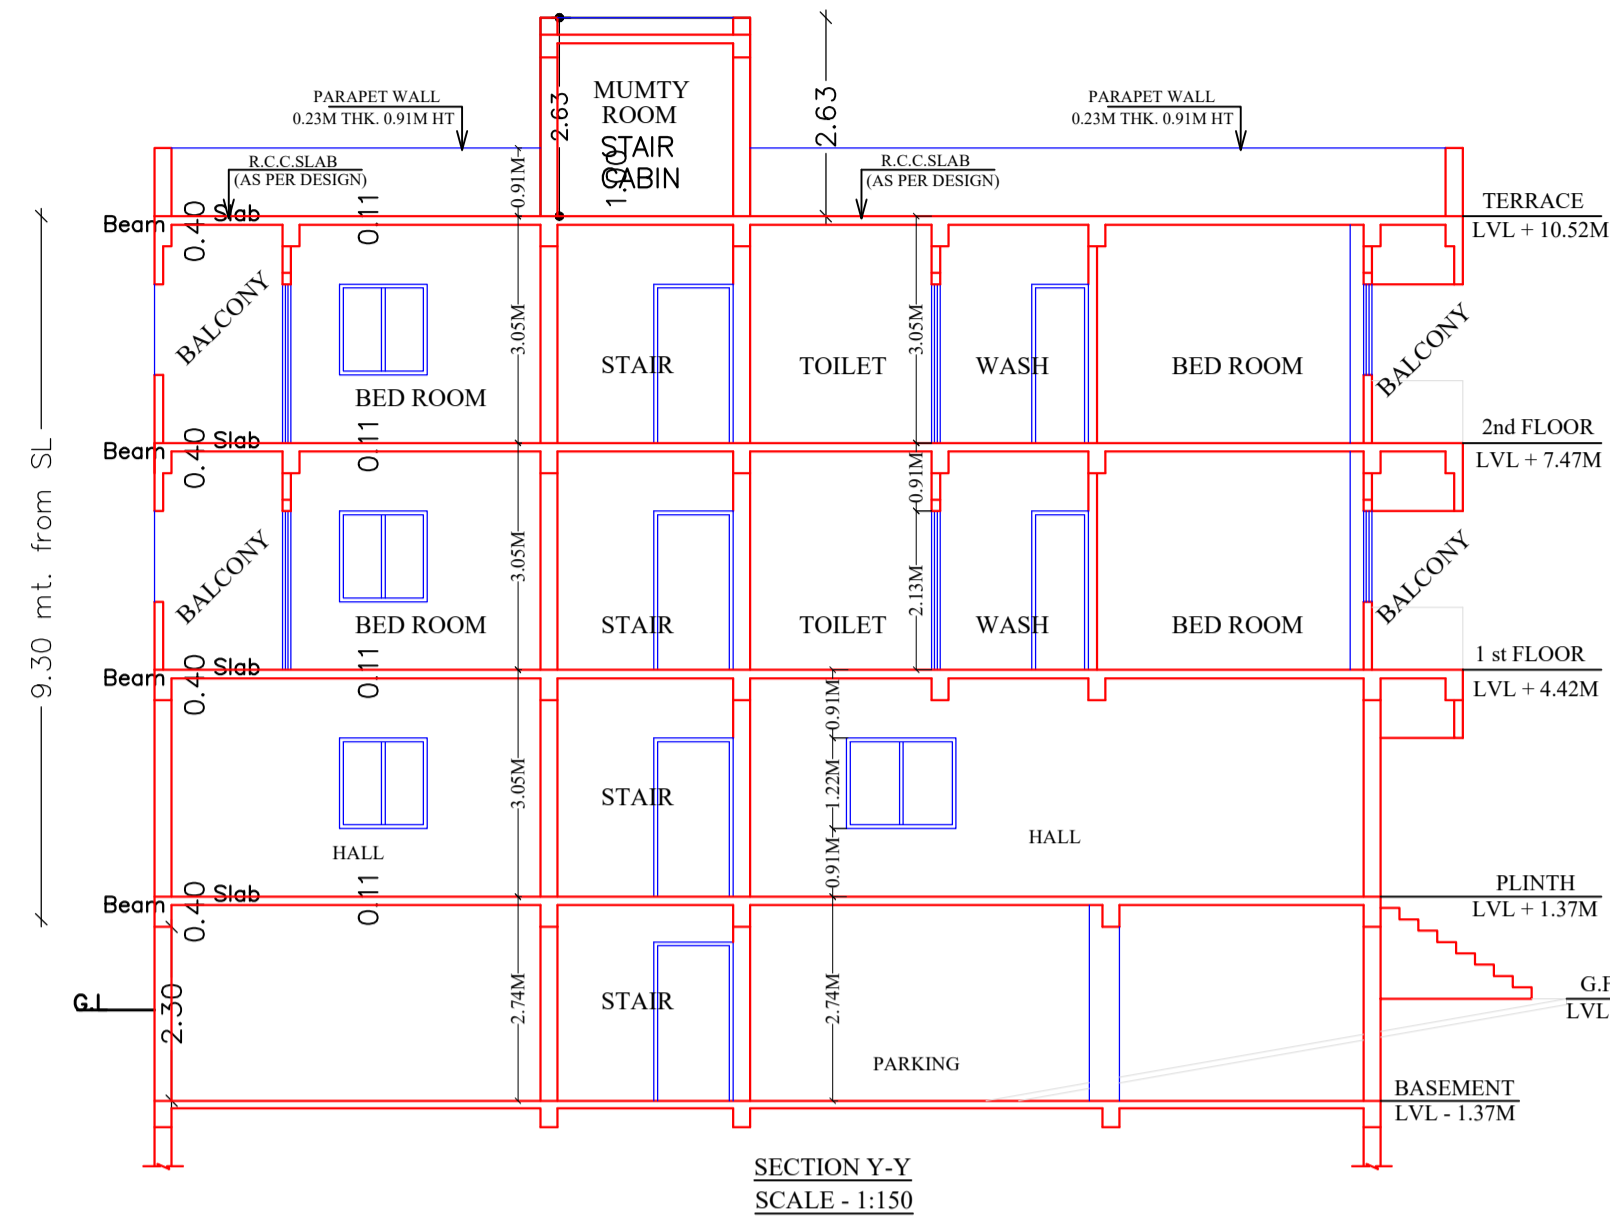 MUMTY
ROOM
STAIR
CABIN
2.63
2.63
PARAPET WALL
0.23M THK. 0.91M HT
PARAPET WALL
0.23M THK. 0.91M HT
R.C.C.SLAB
(AS PER DESIGN)
R.C.C.SLAB
(AS PER DESIGN)
0.91M
Beam
0.40
Slab
0.11
TERRACE
LVL + 10.52M
BALCONY
BED ROOM
3.05M
STAIR
TOILET
3.05M
WASH
BED ROOM
BALCONY
9.30 mt. from SL
Beam
0.40
Slab
0.11
2nd FLOOR
LVL + 7.47M
0.91M
BALCONY
BED ROOM
3.05M
STAIR
TOILET
2.13M
WASH
BED ROOM
BALCONY
Beam
0.40
Slab
0.11
1 st FLOOR
LVL + 4.42M
0.91M
3.05M
STAIR
1.22M
HALL
0.91M
HALL
Beam
0.40
Slab
0.11
PLINTH
LVL + 1.37M
G.L
2.30
2.74M
STAIR
2.74M
PARKING
LVL
BASEMENT
LVL - 1.37M
SECTION Y-Y
SCALE - 1:150